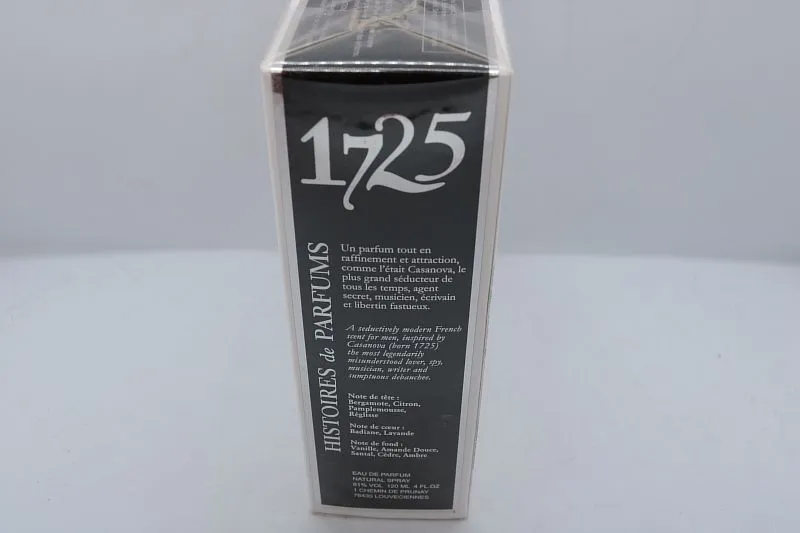 1725
HISTOIRES de PARFUMS
Un parfum tout en
raffinement et attraction,
comme l'était Casanova, le
plus grand séducteur de
tous les temps, agent
secret, musicien, écrivain
et libertin fastueux.
A seductively modern French
scent for men, inspired by
Casanova (born 1725)
the most legendarily
misunderstood lover, spy,
musician, writer and
sumptuous debauchee.
Note de tête :
Bergamote, Citron,
Pamplemousse,
Réglisse
Note de cœur :
Badiane, Lavande
Note de fond :
Vanille, Amande Douce,
Santal, Cèdre, Ambre
EAU DE PARFUM
NATURAL SPRAY
61% VOL 120 ML 4 FL.OZ
1 CHEMIN DE PRUNAY
78430 LOUVECIENNES